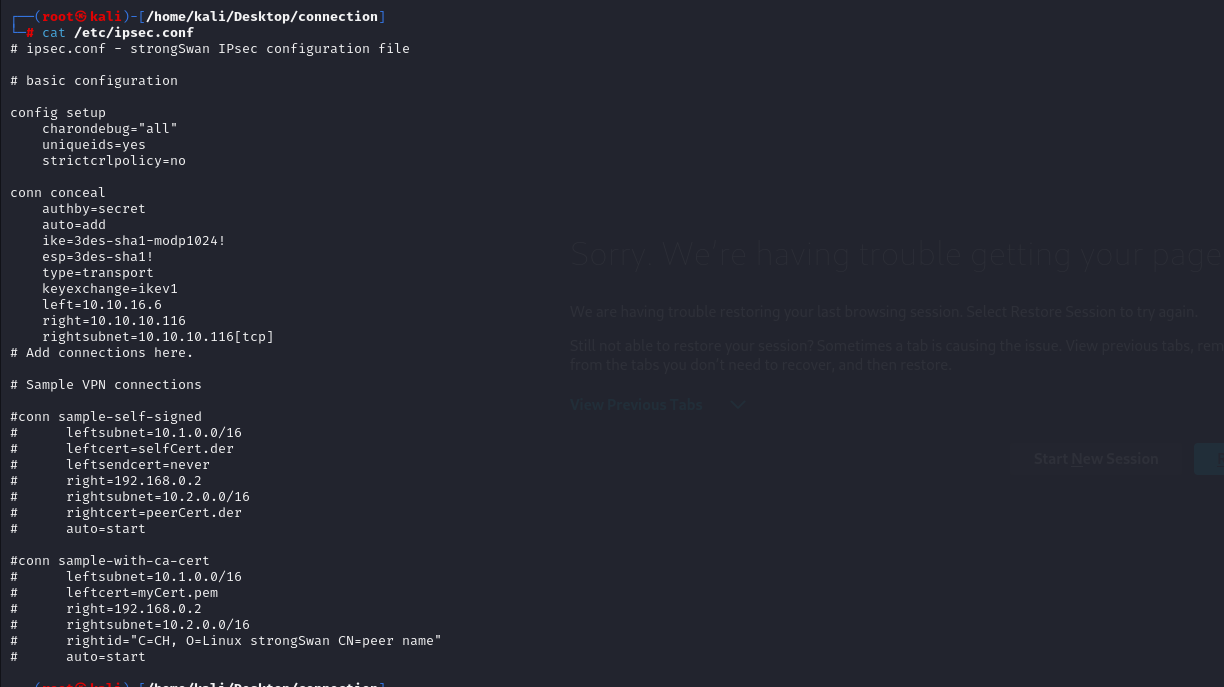 ┌──(root㉿kali)-[/home/kali/Desktop/connection]
└─# cat /etc/ipsec.conf
# ipsec.conf - strongSwan IPsec configuration file

# basic configuration

config setup
    charondebug="all"
    uniqueids=yes
    strictcrlpolicy=no

conn conceal
    authby=secret
    auto=add
    ike=3des-sha1-modp1024!
    esp=3des-sha1!
    type=transport
    keyexchange=ikev1
    left=10.10.16.6
    right=10.10.10.116
    rightsubnet=10.10.10.116[tcp]
# Add connections here.

# Sample VPN connections

#conn sample-self-signed
#      leftsubnet=10.1.0.0/16
#      leftcert=selfCert.der
#      leftsendcert=never
#      right=192.168.0.2
#      rightsubnet=10.2.0.0/16
#      rightcert=peerCert.der
#      auto=start

#conn sample-with-ca-cert
#      leftsubnet=10.1.0.0/16
#      leftcert=myCert.pem
#      right=192.168.0.2
#      rightsubnet=10.2.0.0/16
#      rightid="C=CH, O=Linux strongSwan CN=peer name"
#      auto=start

(root㉿kali)-[/home/kali/Desktop/connection]
Sorry. We're having trouble getting your page
We are having trouble restoring your last browsing session. Select Restore Session to try again.
Still not able to restore your session? Sometimes a tab is causing the issue. View previous tabs,
from the tabs you don't need to recover, and then restore.
View Previous Tabs
Start New Session